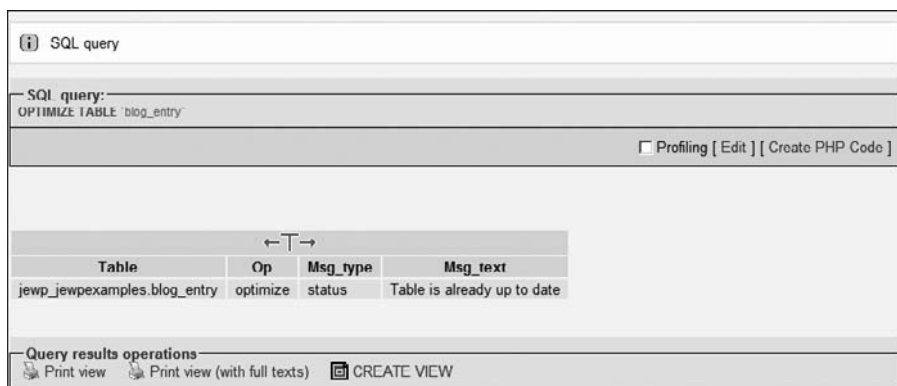 SQL query
SQL query:
OPTIMIZE TABLE `blog_entry`
Profiling [ Edit ] [ Create PHP Code ]
←T→
Table Op Msg_type Msg_text
jewp_jewpexamples.blog_entry optimize status Table is already up to date
Query results operations
Print view Print view (with full texts) CREATE VIEW